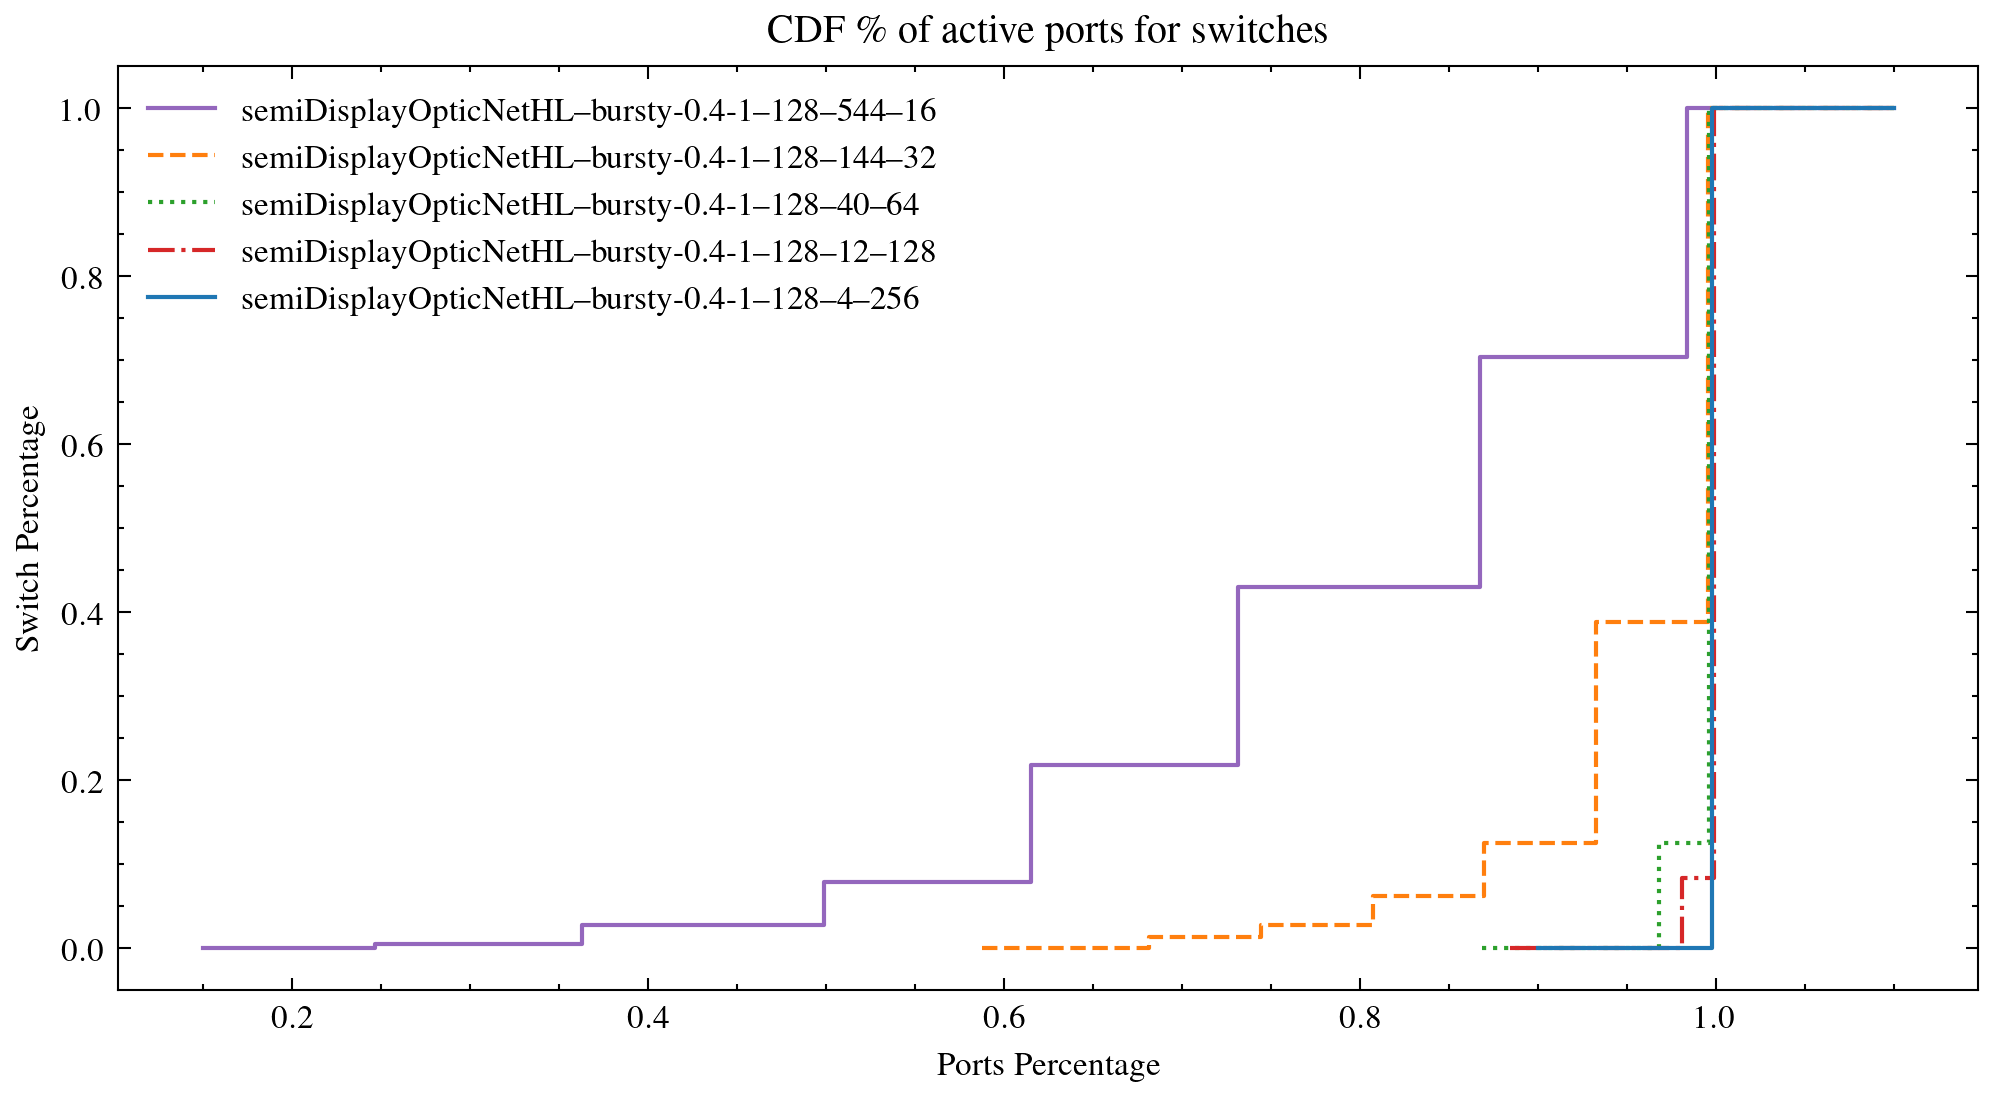 CDF % of active ports for switches
1.0
0.8
0.6
0.4
0.2
0.0
Switch Percentage
semiDisplayOpticNetHL–bursty-0.4-1–128–544–16
semiDisplayOpticNetHL–bursty-0.4-1–128–144–32
semiDisplayOpticNetHL–bursty-0.4-1–128–40–64
semiDisplayOpticNetHL–bursty-0.4-1–128–12–128
semiDisplayOpticNetHL–bursty-0.4-1–128–4–256
0.2 0.4 0.6 0.8 1.0
Ports Percentage